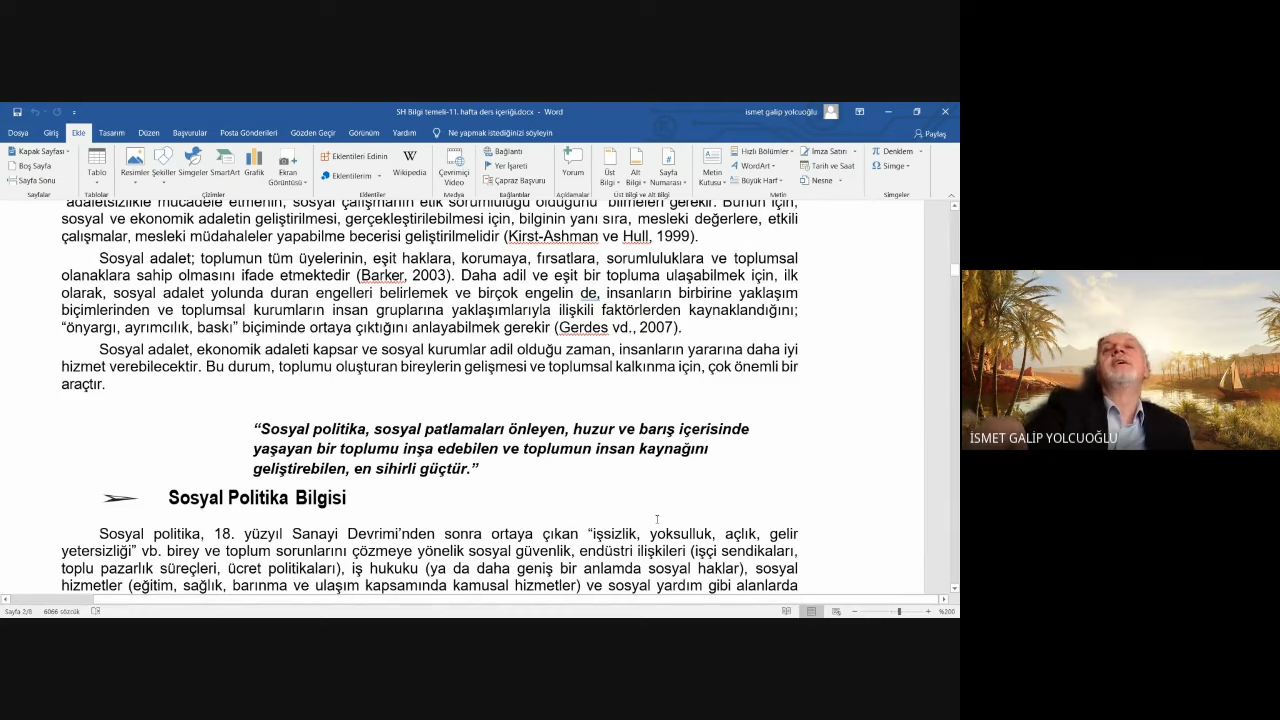 SH Bilgi temeli-11. hafta ders içeriği.docx - Word
ismet galip yolcuoğlu
Dosya Giriş Ekle Tasarım Düzen Başvurular Posta Gönderileri Gözden Geçir Görünüm Yardım Ne yapmak istediğinizi söyleyin Paylaş
Kapak Sayfası
Boş Sayfa
Sayfa Sonu
Sayfalar
Tablo
Tablolar
Resimler Şekiller Simgeler SmartArt Grafik Ekran Görüntüsü
Çizimler
Eklentileri Edinin
Eklentilerim
Wikipedia
Eklentiler
Çevrimiçi Video
Medya
Bağlantı
Yer İşareti
Çapraz Başvuru
Bağlantılar
Yorum
Açıklamalar
Üst Bilgi Alt Bilgi Sayfa Numarası
Üst Bilgi ve Alt Bilgi
Metin Kutusu
Hızlı Bölümler
WordArt
Büyük Harf
İmza Satırı
Tarih ve Saat
Nesne
Metin
Denklem
Simge
Simgeler
adaletsizlikle mücadele etmenin, sosyal çalışmanın etik sorumluluğu olduğunu bilmeleri gerekir. Bunun için,
sosyal ve ekonomik adaletin geliştirilmesi, gerçekleştirilebilmesi için, bilginin yanı sıra, mesleki değerlere, etkili
çalışmalar, mesleki müdahaleler yapabilme becerisi geliştirilmelidir (Kirst-Ashman ve Hull, 1999).
Sosyal adalet; toplumun tüm üyelerinin, eşit haklara, korumaya, fırsatlara, sorumluluklara ve toplumsal
olanaklara sahip olmasını ifade etmektedir (Barker, 2003). Daha adil ve eşit bir topluma ulaşabilmek için, ilk
olarak, sosyal adalet yolunda duran engelleri belirlemek ve birçok engelin de, insanların birbirine yaklaşım
biçimlerinden ve toplumsal kurumların insan gruplarına yaklaşımlarıyla ilişkili faktörlerden kaynaklandığını;
“önyargı, ayrımcılık, baskı” biçiminde ortaya çıktığını anlayabilmek gerekir (Gerdes vd., 2007).
Sosyal adalet, ekonomik adaleti kapsar ve sosyal kurumlar adil olduğu zaman, insanların yararına daha iyi
hizmet verebilecektir. Bu durum, toplumu oluşturan bireylerin gelişmesi ve toplumsal kalkınma için, çok önemli bir
araçtır.
“Sosyal politika, sosyal patlamaları önleyen, huzur ve barış içerisinde
yaşayan bir toplumu inşa edebilen ve toplumun insan kaynağını
geliştirebilen, en sihirli güçtür.”
Sosyal Politika Bilgisi
Sosyal politika, 18. yüzyıl Sanayi Devrimi’nden sonra ortaya çıkan “işsizlik, yoksulluk, açlık, gelir
yetersizliği” vb. birey ve toplum sorunlarını çözmeye yönelik sosyal güvenlik, endüstri ilişkileri (işçi sendikaları,
toplu pazarlık süreçleri, ücret politikaları), iş hukuku (ya da daha geniş bir anlamda sosyal haklar), sosyal
hizmetler (eğitim, sağlık, barınma ve ulaşım kapsamında kamusal hizmetler) ve sosyal yardım gibi alanlarda
Sayfa 2/8 6066 sözcük %200
İSMET GALİP YOLCUOĞLU